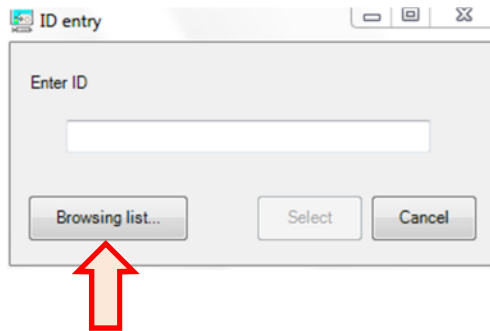 ID entry
Enter ID
Browsing list...
Select
Cancel